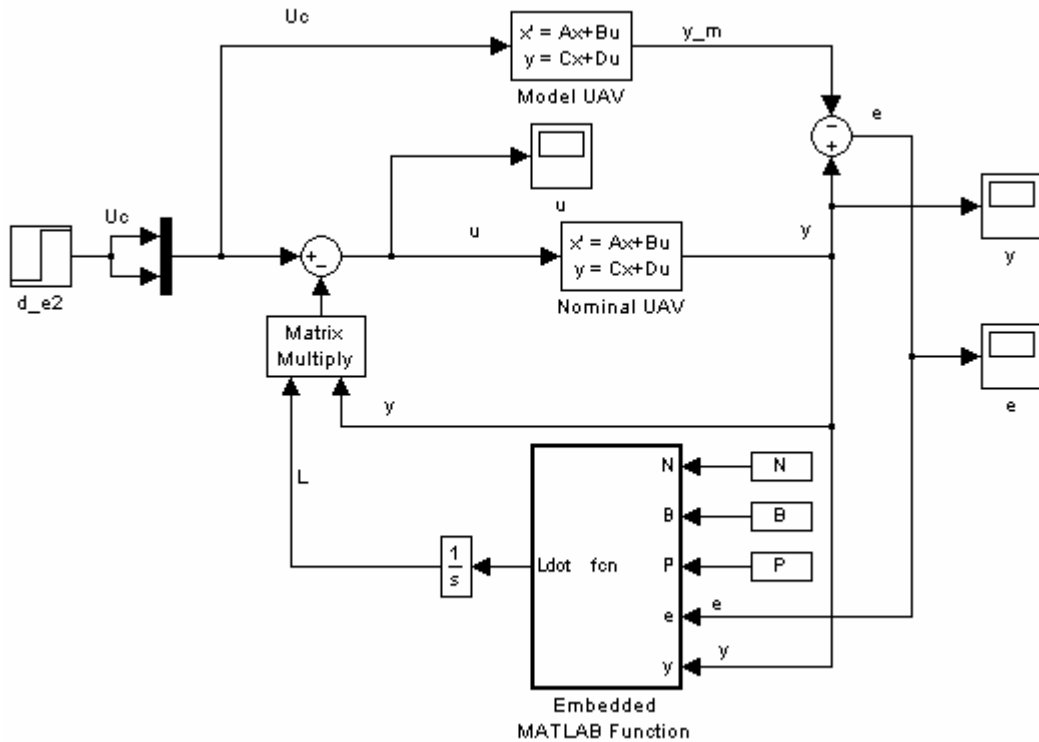 Uc
x' = Ax+Bu
y = Cx+Du
Model UAV
y_m
-
+
e
u
Uc
d_e2
+
-
u
x' = Ax+Bu
y = Cx+Du
Nominal UAV
y
y
e
Matrix
Multiply
y
L
1
s
Ldot fcn
N
B
P
e
y
N
B
P
e
y
Embedded
MATLAB Function